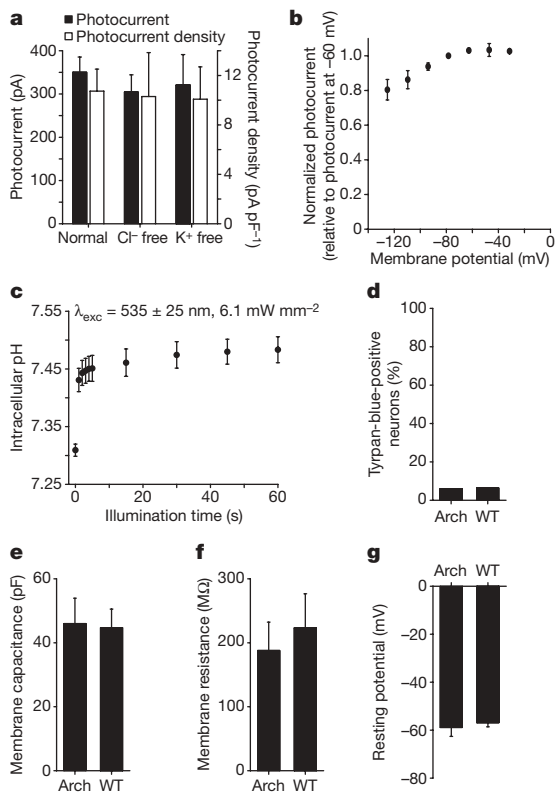 a
Photocurrent
Photocurrent density
Photocurrent (pA)
400
300
200
100
0
12
8
4
0
Photocurrent density (pA pF⁻¹)
Normal Cl⁻ free K⁺ free
b
Normalized photocurrent
(relative to photocurrent at −60 mV)
1.0
0.8
0.6
0.4
0.2
0
−120 −80 −40 0
Membrane potential (mV)
c
λexc = 535 ± 25 nm, 6.1 mW mm⁻²
Intracellular pH
7.55
7.45
7.35
7.25
0 20 40 60
Illumination time (s)
d
Tyrpan-blue-positive
neurons (%)
100
80
60
40
20
0
Arch WT
e
Membrane capacitance (pF)
60
40
20
0
Arch WT
f
Membrane resistance (MΩ)
300
200
100
0
Arch WT
g
Arch WT
Resting potential (mV)
0
−20
−40
−60
−80